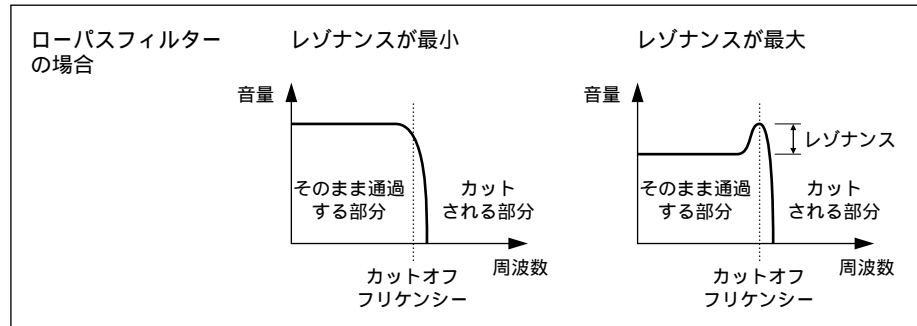 ローパスフィルター
の場合
レゾナンスが最小
音量
そのまま通過
する部分
カット
される部分
周波数
カットオフ
フリケンシー
レゾナンスが最大
音量
レゾナンス
そのまま通過
する部分
カット
される部分
周波数
カットオフ
フリケンシー